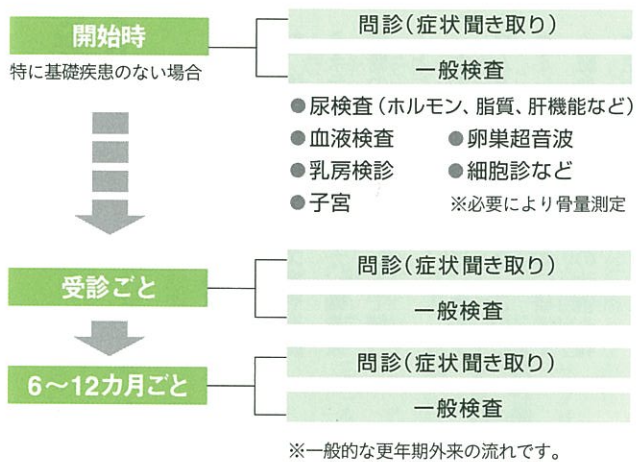 開始時
特に基礎疾患のない場合
問診(症状聞き取り)
一般検査
●尿検査(ホルモン、脂質、肝機能など)
●血液検査 ●卵巣超音波
●乳房検診 ●細胞診など
●子宮 ※必要により骨量測定
受診ごと
問診(症状聞き取り)
一般検査
6〜12カ月ごと
問診(症状聞き取り)
一般検査
※一般的な更年期外来の流れです。